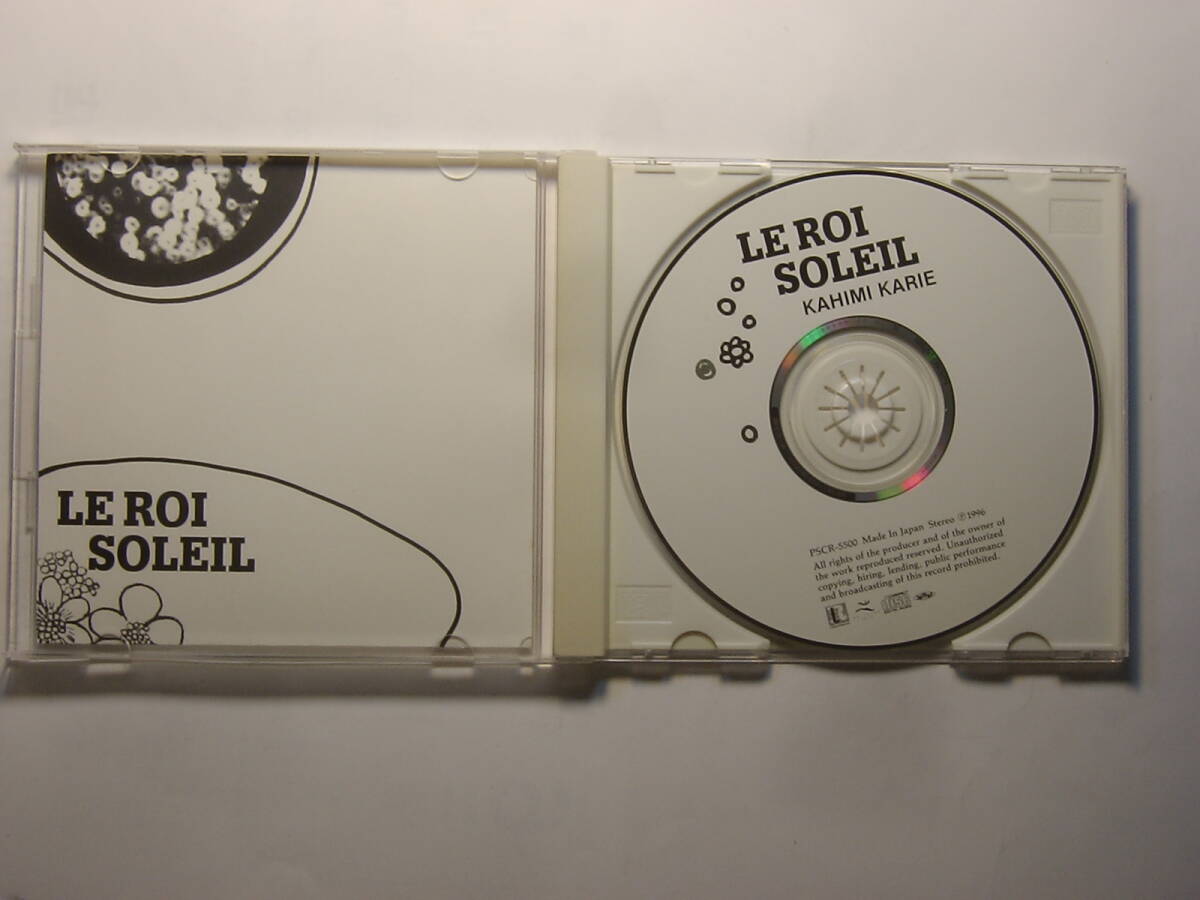 LE ROI
SOLEIL
LE ROI
SOLEIL
KAHIMI KARIE
PSCR-5500 Made In Japan Stereo ℗1996
All rights of the producer and of the owner of
the work reproduced reserved. Unauthorized
copying, hiring, lending, public performance
and broadcasting of this record prohibited.